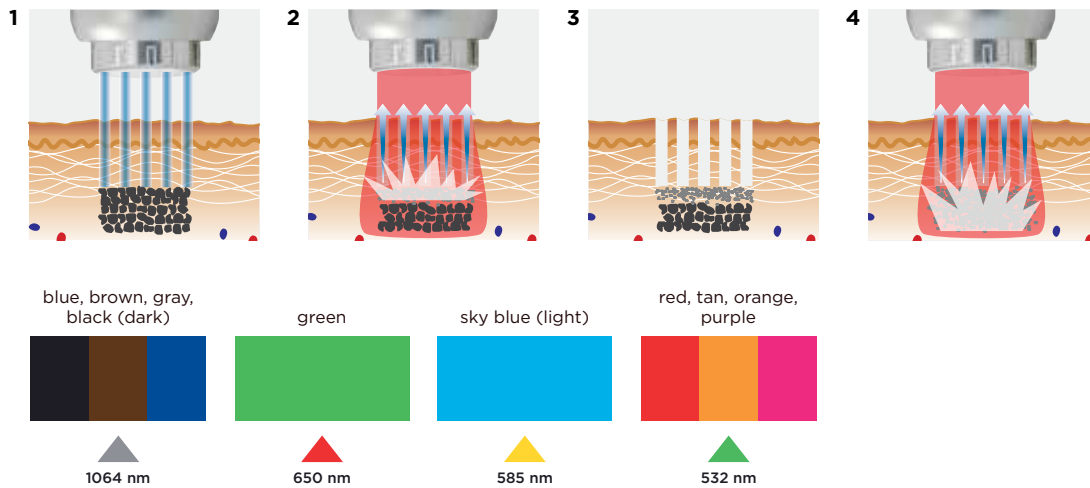 1
2
3
4
blue, brown, gray,
black (dark)
green
sky blue (light)
red, tan, orange,
purple
1064 nm
650 nm
585 nm
532 nm